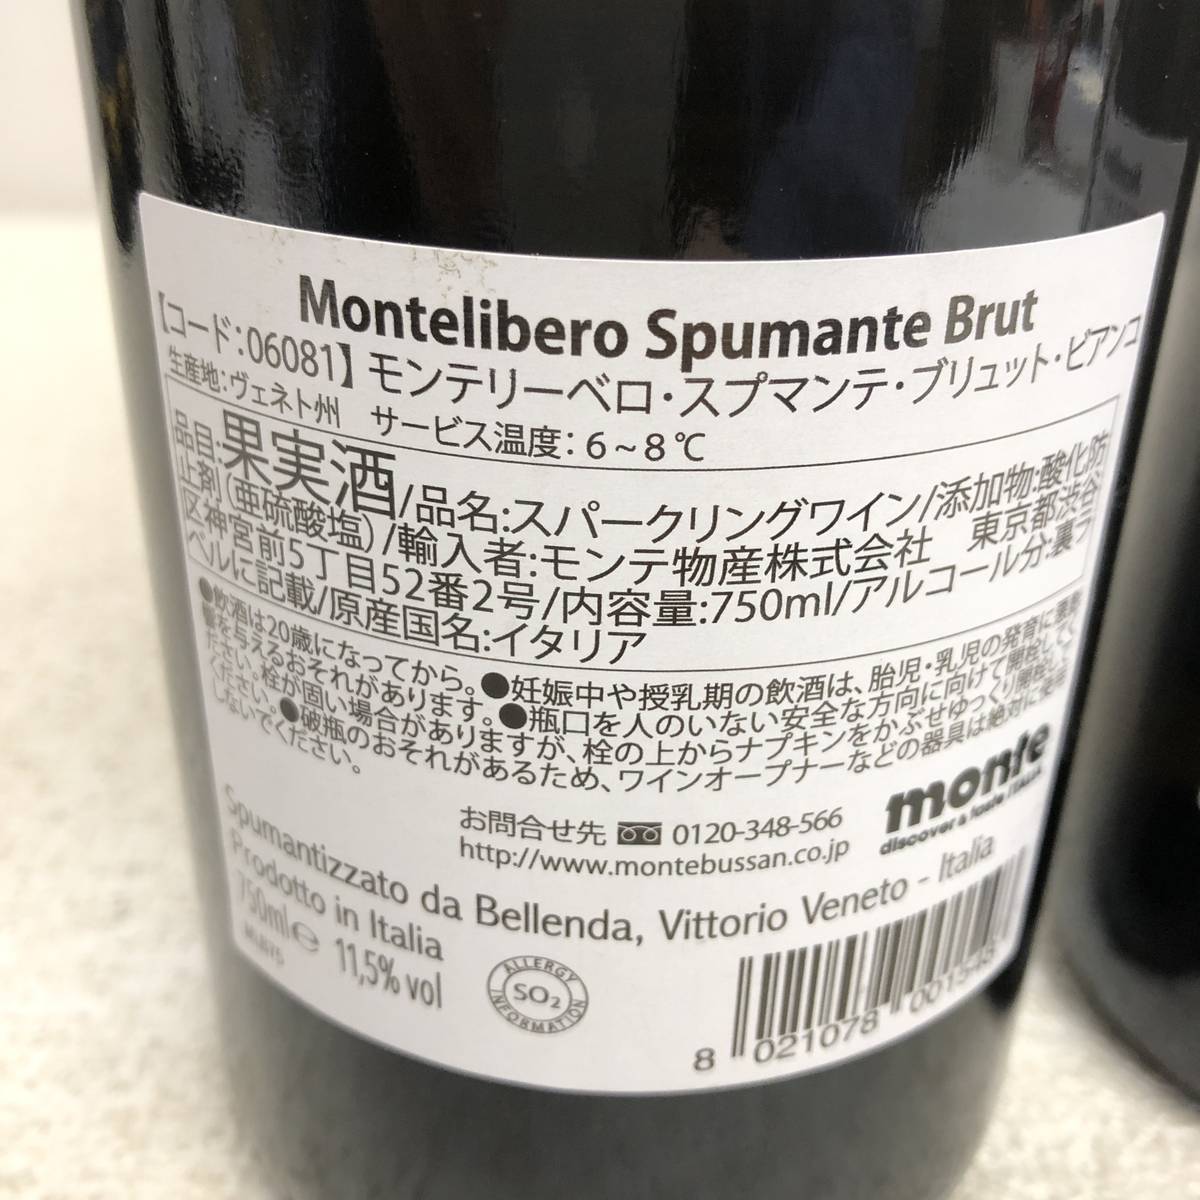 Montelibero Spumante Brut
【コード:06081】モンテリーベロ・スプマンテ・ブリュット・ビアンコ
生産地:ヴェネト州 サービス温度:6~8℃
品目:果実酒/品名:スパークリングワイン/添加物:酸化防
止剤(亜硫酸塩)/輸入者:モンテ物産株式会社 東京都渋谷
区神宮前5丁目52番2号/内容量:750ml/アルコール分:裏ラ
ベルに記載/原産国名:イタリア
●飲酒は20歳になってから。●妊娠中や授乳期の飲酒は、胎児・乳児の発育に悪影
響を与えるおそれがあります。●瓶口を人のいない安全な方向に向けて開栓して
ください。栓が固い場合がありますが、栓の上からナプキンをかぶせゆっくり開栓して
ください。●破瓶のおそれがあるため、ワインオープナーなどの器具は絶対に使用
しないでください。
monte
discover & taste ITALIA
お問合せ先 0120-348-566
http://www.montebussan.co.jp
Spumantizzato da Bellenda, Vittorio Veneto - Italia
Prodotto in Italia
750ml e 11,5% vol
ALLERGY
SO2
INFORMATION
8 021078 001348